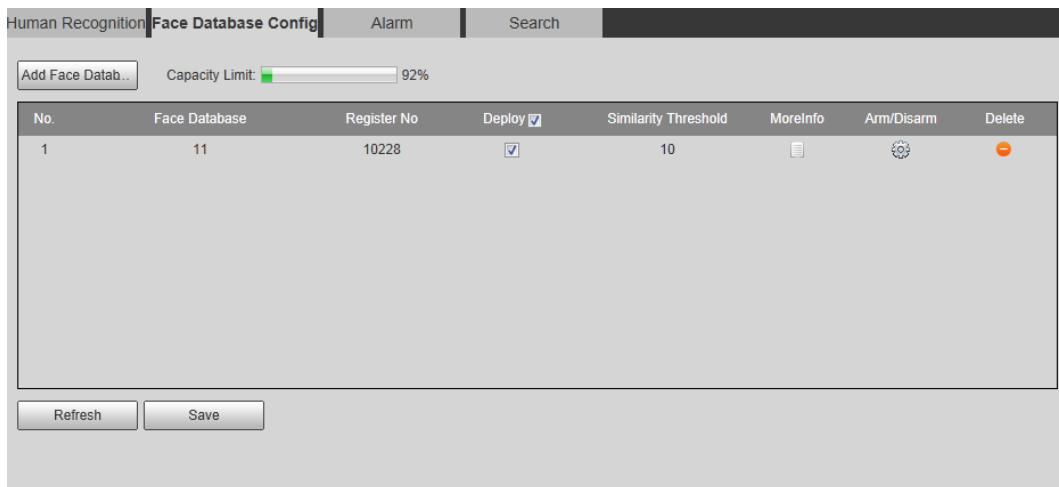 Human Recognition Face Database Config Alarm Search
Add Face Datab... Capacity Limit: 92%
No. Face Database Register No Deploy Similarity Threshold MoreInfo Arm/Disarm Delete
1 11 10228 10
Refresh Save